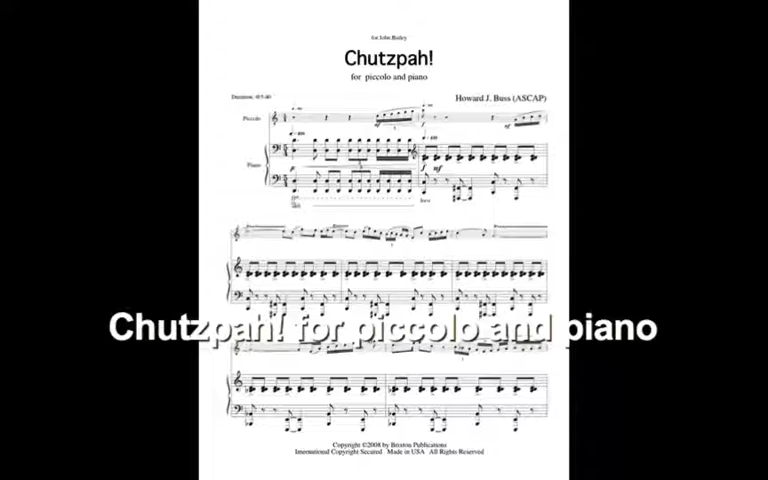 for John Bailey
Chutzpah!
for piccolo and piano
Howard J. Buss (ASCAP)
Piccolo
Piano
Chutzpah! for piccolo and piano
Copyright ©2008 by Brixton Publications
International Copyright Secured Made in USA All Rights Reserved